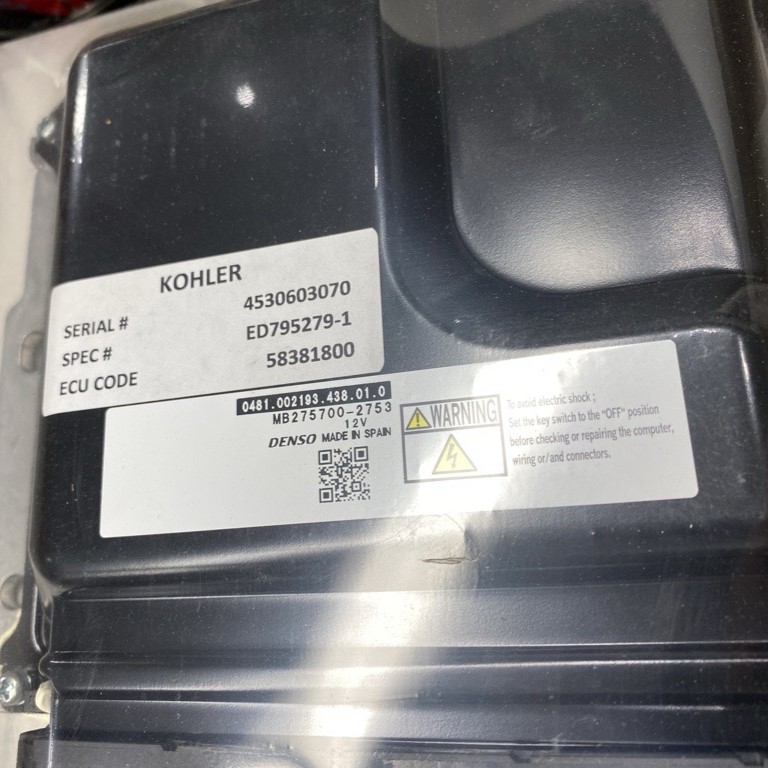 KOHLER
SERIAL # 4530603070
SPEC # ED795279-1
ECU CODE 58381800
0481.002193.438.01.0
MB275700-2753
12V
DENSO MADE IN SPAIN
WARNING
To avoid electric shock ;
Set the key switch to the "OFF" position
before checking or repairing the computer,
wiring or/and connectors.